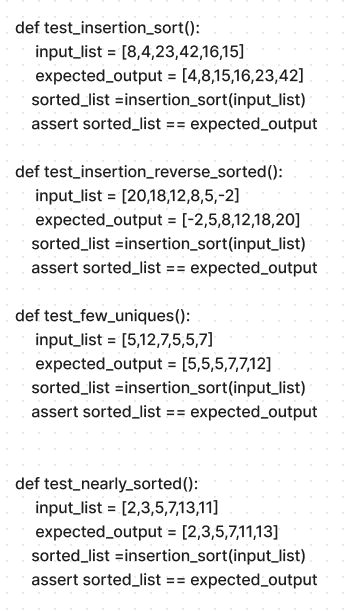 def test_insertion_sort():
input_list = [8,4,23,42,16,15]
expected_output = [4,8,15,16,23,42]
sorted_list =insertion_sort(input_list)
assert sorted_list == expected_output
def test_insertion_reverse_sorted():
input_list = [20,18,12,8,5,-2]
expected_output = [-2,5,8,12,18,20]
sorted_list =insertion_sort(input_list)
assert sorted_list == expected_output
def test_few_uniques():
input_list = [5,12,7,5,5,7]
expected_output = [5,5,5,7,7,12]
sorted_list =insertion_sort(input_list)
assert sorted_list == expected_output
def test_nearly_sorted():
input_list = [2,3,5,7,13,11]
expected_output = [2,3,5,7,11,13]
sorted_list =insertion_sort(input_list)
assert sorted_list == expected_output